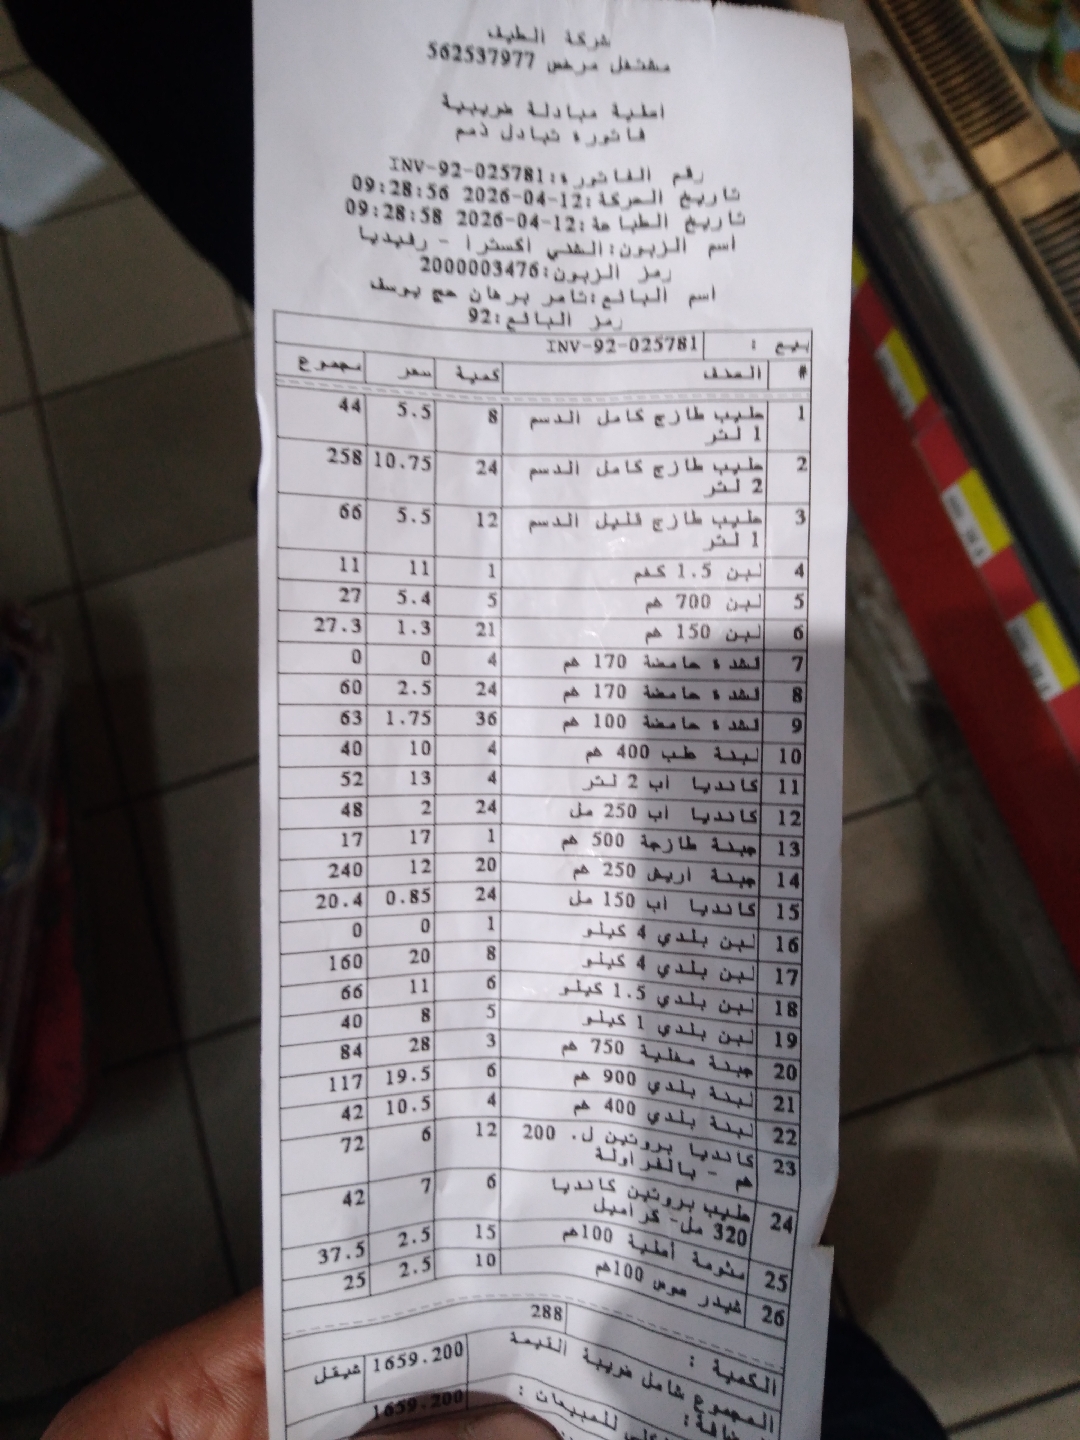 شركة الطيف
مشتغل مرخص 562537977
اصلية مبادلة ضريبية
فاتورة تبادل ذمم
رقم الفاتورة: INV-92-025781
تاريخ الحركة: 2026-04-12 09:28:56
تاريخ الطباعة: 2026-04-12 09:28:58
اسم الزبون: الشني اكسترا - رفيديا
رمز الزبون: 2000003476
اسم البائع: ثامر برهان حج يوسف
رمز البائع: 92
بيع : INV-92-025781
# الصنف كمية سعر مجموع
1 حليب طازج كامل الدسم 8 5.5 44
1 لتر
2 حليب طازج كامل الدسم 24 10.75 258
2 لتر
3 حليب طازج قليل الدسم 12 5.5 66
1 لتر
4 لبن 1.5 كغم 1 11 11
5 لبن 700 غم 5 5.4 27
6 لبن 150 غم 21 1.3 27.3
7 قشدة حامضة 170 غم 4 0 0
8 قشدة حامضة 170 غم 24 2.5 60
9 قشدة حامضة 100 غم 36 1.75 63
10 لبنة طب 400 غم 4 10 40
11 كانديا اب 2 لتر 4 13 52
12 كانديا اب 250 مل 24 2 48
13 جبنة طازجة 500 غم 1 17 17
14 جبنة اريش 250 غم 20 12 240
15 كانديا اب 150 مل 24 0.85 20.4
16 لبن بلدي 4 كيلو 1 0 0
17 لبن بلدي 4 كيلو 8 20 160
18 لبن بلدي 1.5 كيلو 6 11 66
19 لبن بلدي 1 كيلو 5 8 40
20 جبنة مغلية 750 غم 3 28 84
21 لبنة بلدي 900 غم 6 19.5 117
22 لبنة بلدي 400 غم 4 10.5 42
23 كانديا بروتين ل. 200 12 6 72
غم - بالفراولة
24 حليب بروتين كانديا 6 7 42
320 مل- كراميل
25 مثومة أصلية 100غم 15 2.5 37.5
26 شيدر صوص 100غم 10 2.5 25
الكمية : 288
المجموع شامل ضريبة القيمة 1659.200 شيقل
ضافة:
كلي للمبيعات : 1659.200